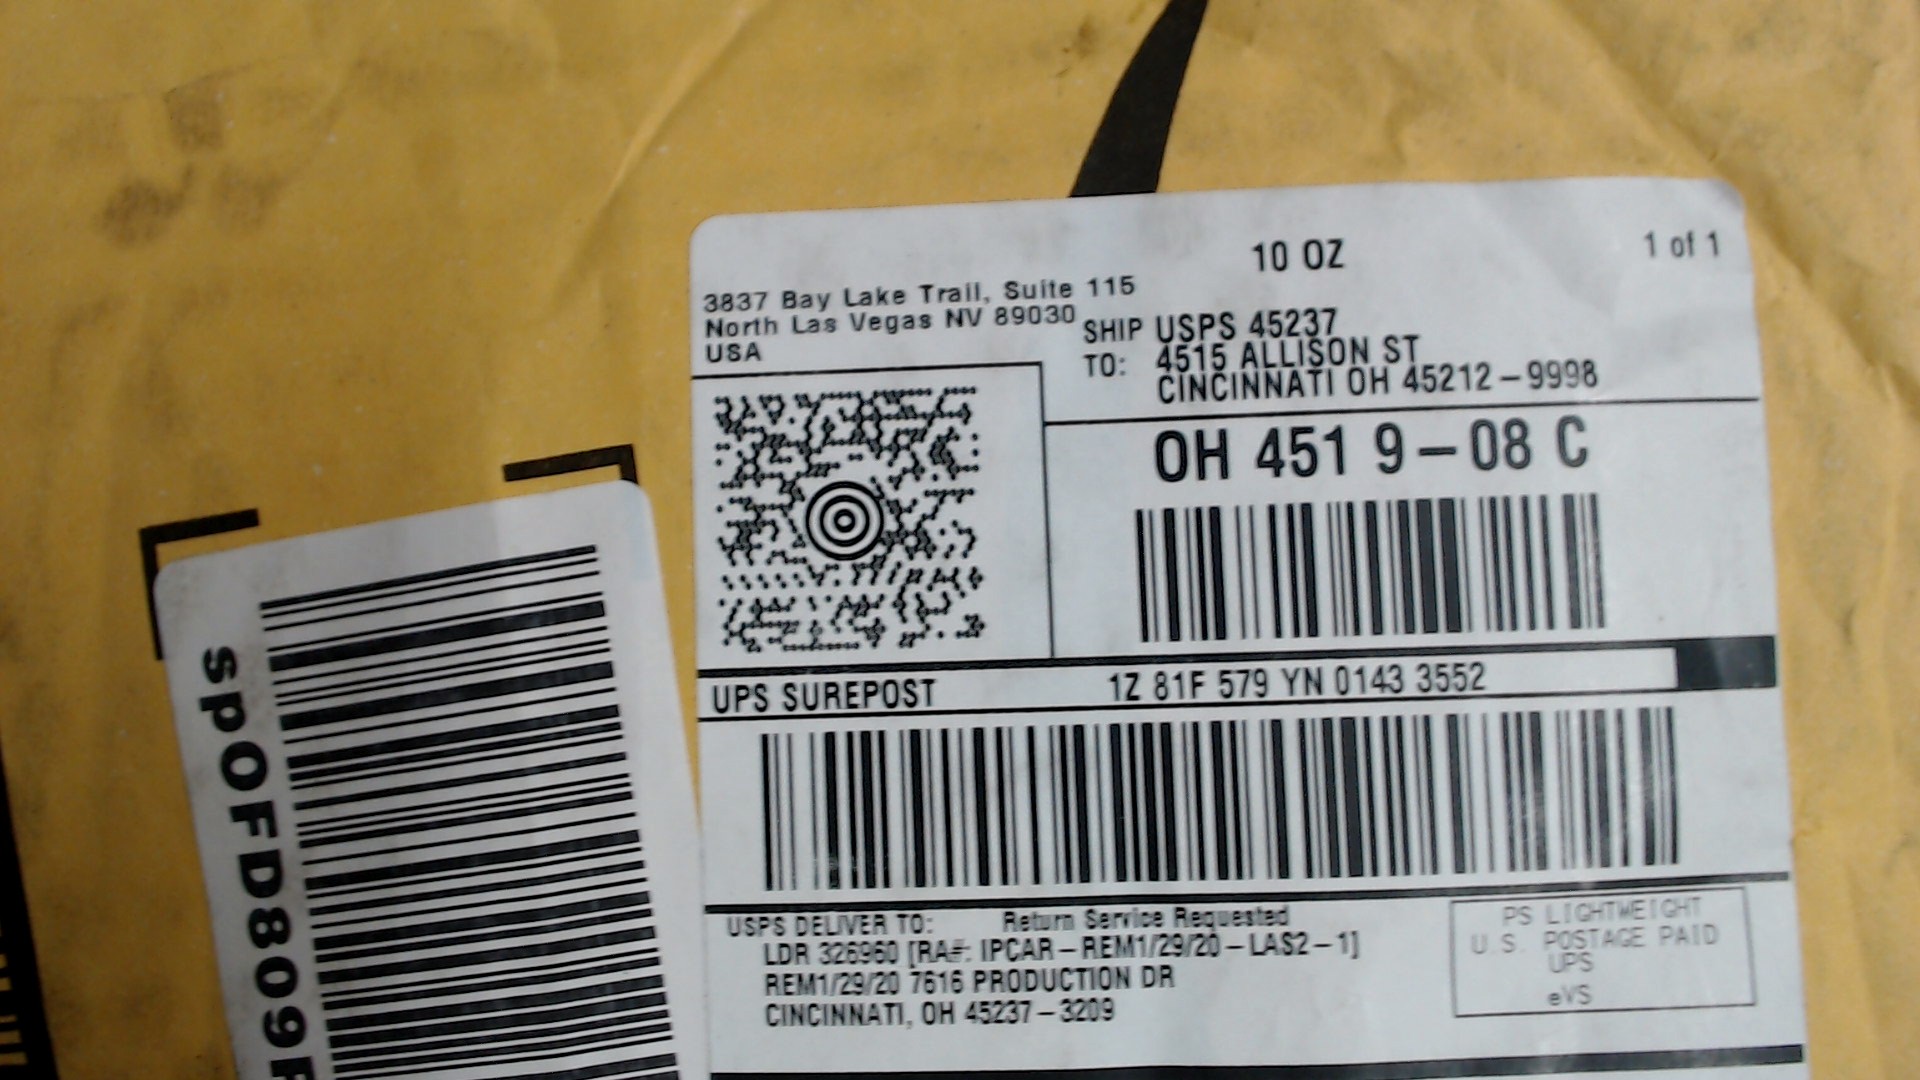 10 OZ
1 of 1
3837 Bay Lake Trail, Suite 115
North Las Vegas NV 89030
USA
SHIP TO:
USPS 45237
4515 ALLISON ST
CINCINNATI OH 45212-9998
OH 451 9-08 C
UPS SUREPOST
1Z 81F 579 YN 0143 3552
USPS DELIVER TO: Return Service Requested
LDR 326960 [RA#: IPCAR-REM1/29/20-LAS2-1]
REM1/29/20 7616 PRODUCTION DR
CINCINNATI, OH 45237-3209
PS LIGHTWEIGHT
U.S. POSTAGE PAID
UPS
eVS
spOFD809